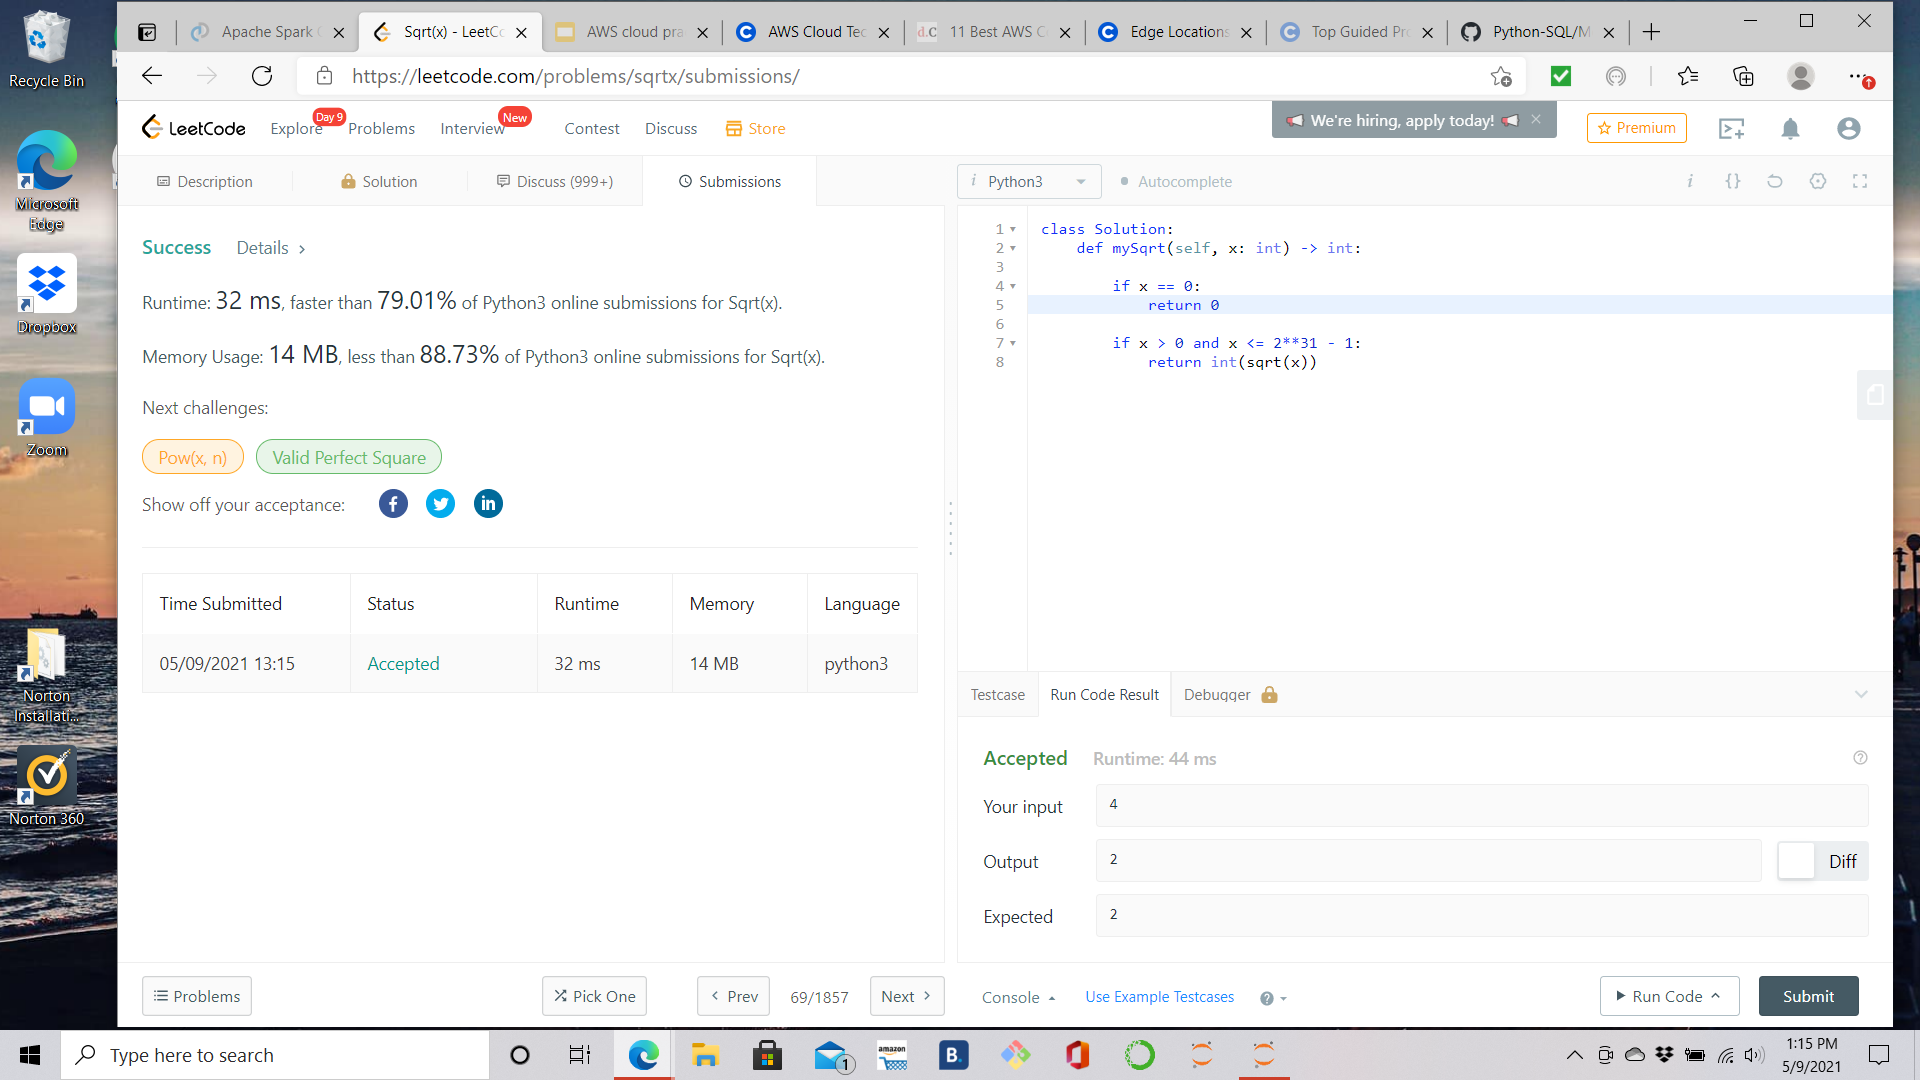 Recycle Bin
Microsoft
Edge
Dropbox
Zoom
Norton
Installati...
Norton 360
Apache Spark
Sqrt(x) - LeetCo
AWS cloud pra
AWS Cloud Tec
d.C 11 Best AWS C
Edge Locations
Top Guided Pr
Python-SQL/M
https://leetcode.com/problems/sqrtx/submissions/
LeetCode
Explore
Day 9
Problems
Interview
New
Contest
Discuss
Store
We're hiring, apply today!
Premium
Description
Solution
Discuss (999+)
Submissions
i Python3
Autocomplete
i {}
Success
Details >
Runtime: 32 ms, faster than 79.01% of Python3 online submissions for Sqrt(x).
Memory Usage: 14 MB, less than 88.73% of Python3 online submissions for Sqrt(x).
Next challenges:
Pow(x, n)
Valid Perfect Square
Show off your acceptance:
Time Submitted Status Runtime Memory Language
05/09/2021 13:15 Accepted 32 ms 14 MB python3
1 class Solution:
2 def mySqrt(self, x: int) -> int:
3
4 if x == 0:
5 return 0
6
7 if x > 0 and x <= 2**31 - 1:
8 return int(sqrt(x))
Testcase
Run Code Result
Debugger
Accepted Runtime: 44 ms
Your input 4
Output 2
Diff
Expected 2
Problems
Pick One
< Prev
69/1857
Next >
Console
Use Example Testcases
Run Code
Submit
Type here to search
1
amazon
B.
1:15 PM
5/9/2021